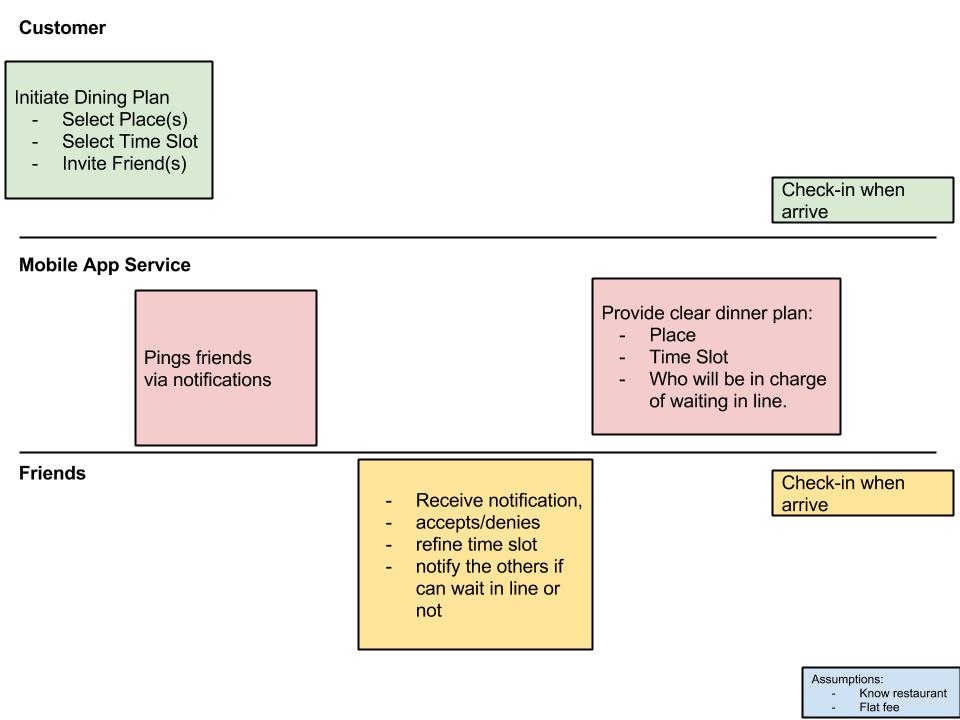 Customer
Initiate Dining Plan
- Select Place(s)
- Select Time Slot
- Invite Friend(s)
Check-in when
arrive
Mobile App Service
Pings friends
via notifications
Provide clear dinner plan:
- Place
- Time Slot
- Who will be in charge
of waiting in line.
Friends
- Receive notification,
- accepts/denies
- refine time slot
- notify the others if
can wait in line or
not
Check-in when
arrive
Assumptions:
- Know restaurant
- Flat fee